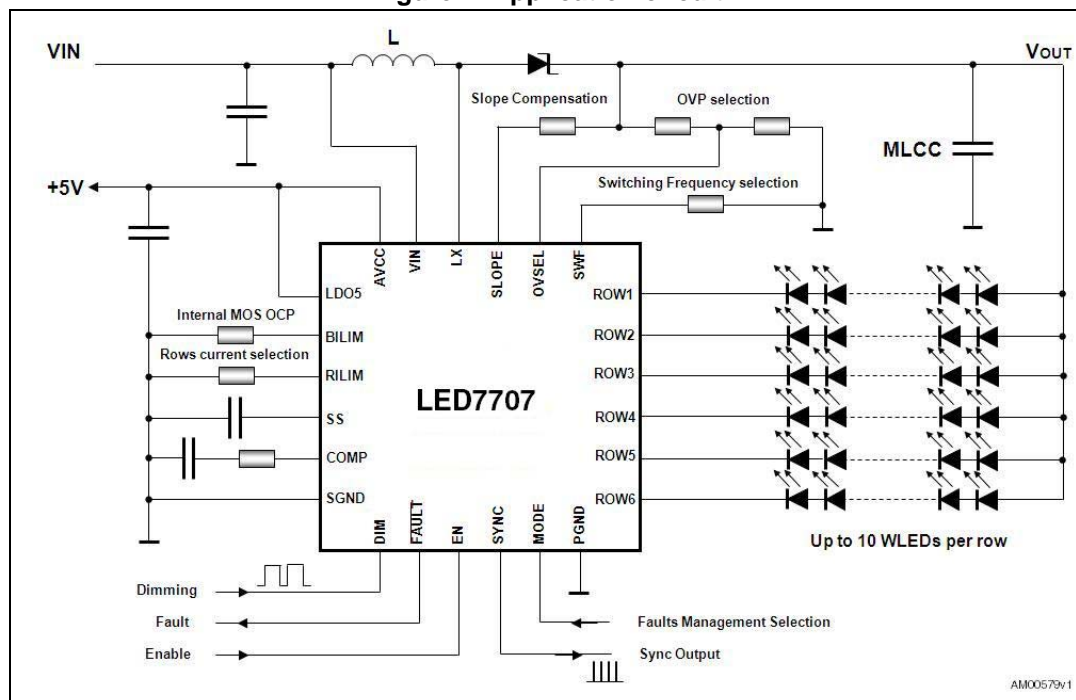 VIN
L
VOUT
Slope Compensation
OVP selection
MLCC
+5V
Switching Frequency selection
AVCC
VIN
LX
SLOPE
OVSEL
SWF
LDO5
ROW1
Internal MOS OCP
BILIM
ROW2
Rows current selection
RILIM
ROW3
LED7707
SS
ROW4
COMP
ROW5
SGND
ROW6
DIM
FAULT
EN
SYNC
MODE
PGND
Up to 10 WLEDs per row
Dimming
Fault
Faults Management Selection
Enable
Sync Output
AM00579v1